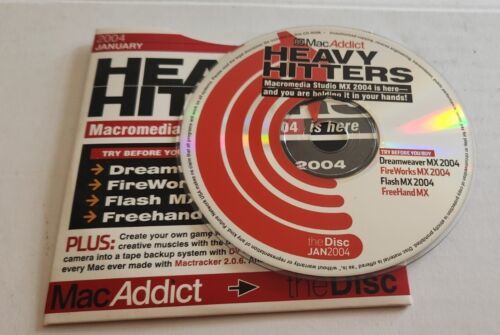 2004
JANUARY
HEA
HIT
Macromedia
TRY BEFORE YOU
→ Dream
→ FireWor
→ Flash MX
→ Freehand
PLUS: Create your own game
creative muscles with the
camera into a tape backup system with
every Mac ever made with Mactracker 2.0.6.
MacAddict → theDisc
MacAddict
HEAVY
HITTERS
Macromedia Studio MX 2004 is here—
and you are holding it in your hands!
04 is here
2004
TRY BEFORE YOU BUY
Dreamweaver MX 2004
FireWorks MX 2004
Flash MX 2004
FreeHand MX
theDisc
JAN2004